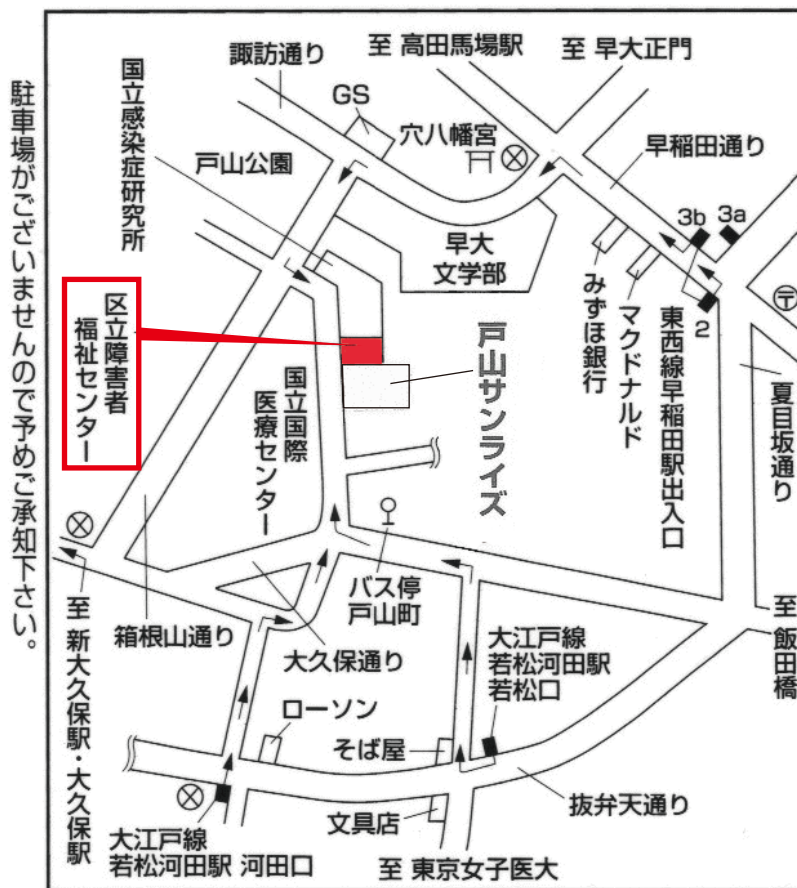 駐車場がございませんので予めご承知下さい。
諏訪通り
至 高田馬場駅
至 早大正門
国立感染症研究所
GS
穴八幡宮
早稲田通り
戸山公園
3b
3a
早大
文学部
みずほ銀行
マクドナルド
2
東西線早稲田駅出入口
〒
夏目坂通り
区立障害者
福祉センター
戸山サンライズ
国立国際
医療センター
バス停
戸山町
至 新大久保駅・大久保駅
箱根山通り
大久保通り
大江戸線
若松河田駅
若松口
至 飯田橋
ローソン
そば屋
文具店
抜弁天通り
大江戸線
若松河田駅 河田口
至 東京女子医大